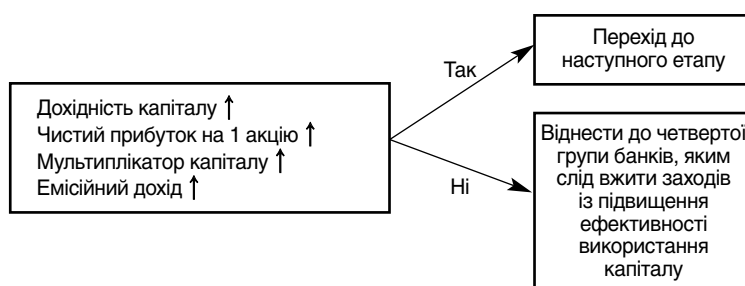 Перехід до
наступного етапу
Так
Дохідність капіталу ↑
Чистий прибуток на 1 акцію ↑
Мультиплікатор капіталу ↑
Емісійний дохід ↑
Ні
Віднести до четвертої
групи банків, яким
слід вжити заходів
із підвищення
ефективності
використання
капіталу